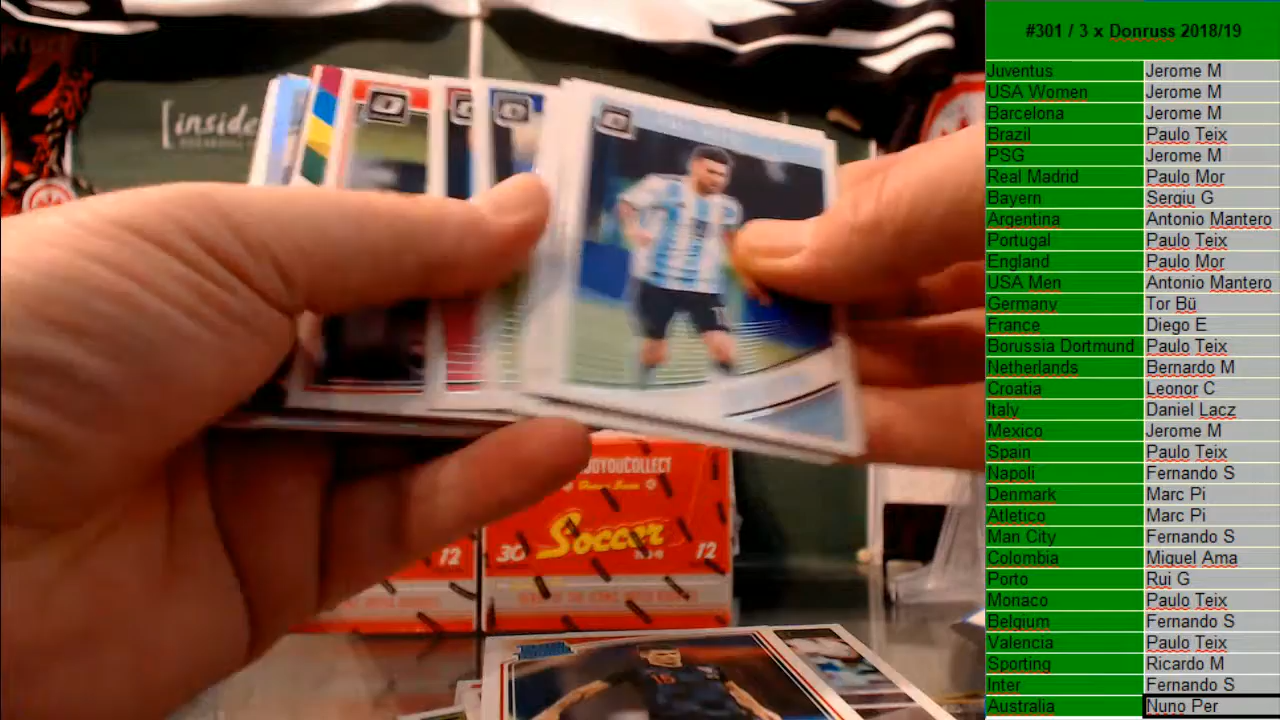 #301 / 3 x Donruss 2018/19
Juventus Jerome M
USA Women Jerome M
Barcelona Jerome M
Brazil Paulo Teix
PSG Jerome M
Real Madrid Paulo Mor
Bayern Sergiu G
Argentina Antonio Mantero
Portugal Paulo Teix
England Paulo Mor
USA Men Antonio Mantero
Germany Tor Bü
France Diego E
Borussia Dortmund Paulo Teix
Netherlands Bernardo M
Croatia Leonor C
Italy Daniel Lacz
Mexico Jerome M
Spain Paulo Teix
Napoli Fernando S
Denmark Marc Pi
Atletico Marc Pi
Man City Fernando S
Colombia Miguel Ama
Porto Rui G
Monaco Paulo Teix
Belgium Fernando S
Valencia Paulo Teix
Sporting Ricardo M
Inter Fernando S
Australia Nuno Per
[inside
Soccer
12
30
12